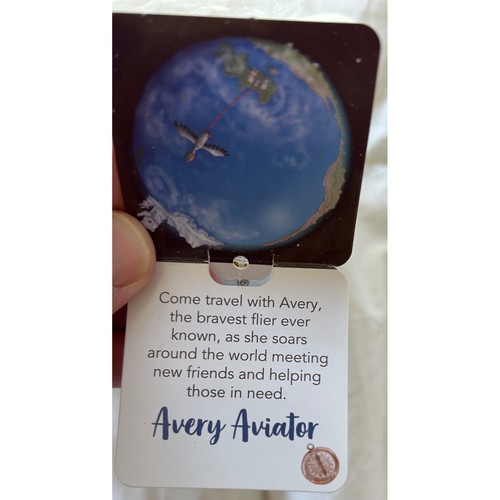 Come travel with Avery,
the bravest flier ever
known, as she soars
around the world meeting
new friends and helping
those in need.
Avery Aviator